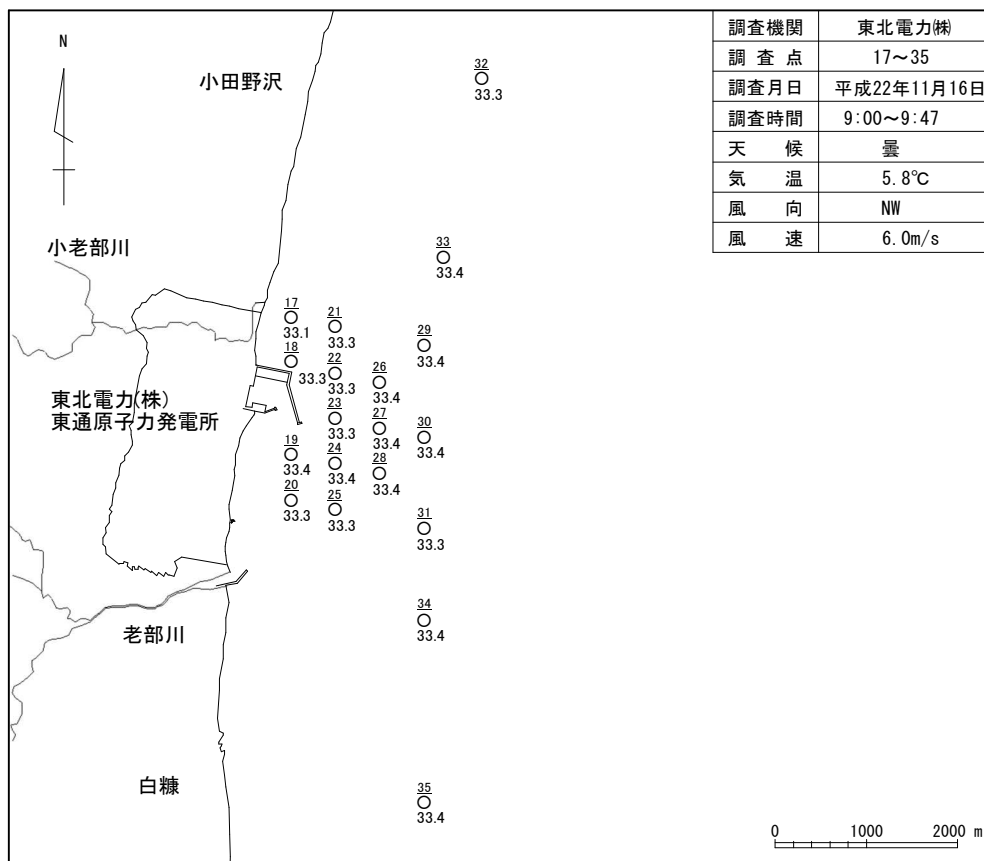 調査機関 東北電力㈱
調査点 17～35
調査月日 平成22年11月16日
調査時間 9:00～9:47
天候 曇
気温 5.8℃
風向 NW
風速 6.0m/s
N
小田野沢
32
33.3
小老部川
33
33.4
17
33.1
21
33.3
29
33.4
18
33.3
22
33.3
26
33.4
東北電力(株)
東通原子力発電所
23
33.3
27
33.4
30
33.4
19
33.4
24
33.4
28
33.4
20
33.3
25
33.3
31
33.3
34
33.4
老部川
白糠
35
33.4
0 1000 2000 m